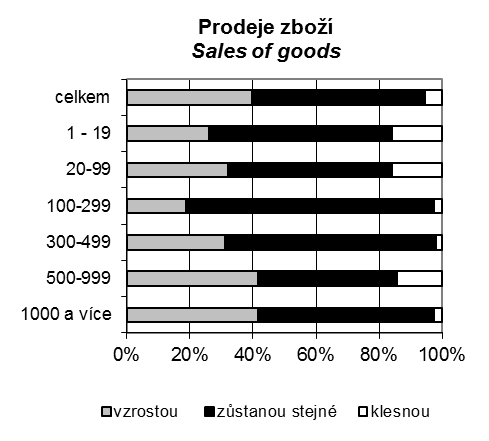 Prodeje zboží
Sales of goods
celkem
1 - 19
20-99
100-299
300-499
500-999
1000 a více
0% 20% 40% 60% 80% 100%
vzrostou zůstanou stejné klesnou